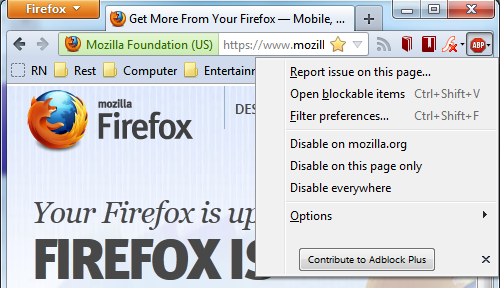 Firefox
Get More From Your Firefox — Mobile, ...
Mozilla Foundation (US)
https://www.mozill
ABP
RN
Rest
Computer
Entertain
Report issue on this page...
Open blockable items Ctrl+Shift+V
Filter preferences... Ctrl+Shift+F
Disable on mozilla.org
Disable on this page only
Disable everywhere
Options
Contribute to Adblock Plus
mozilla
Firefox
DES
Your Firefox is up
FIREFOX IS